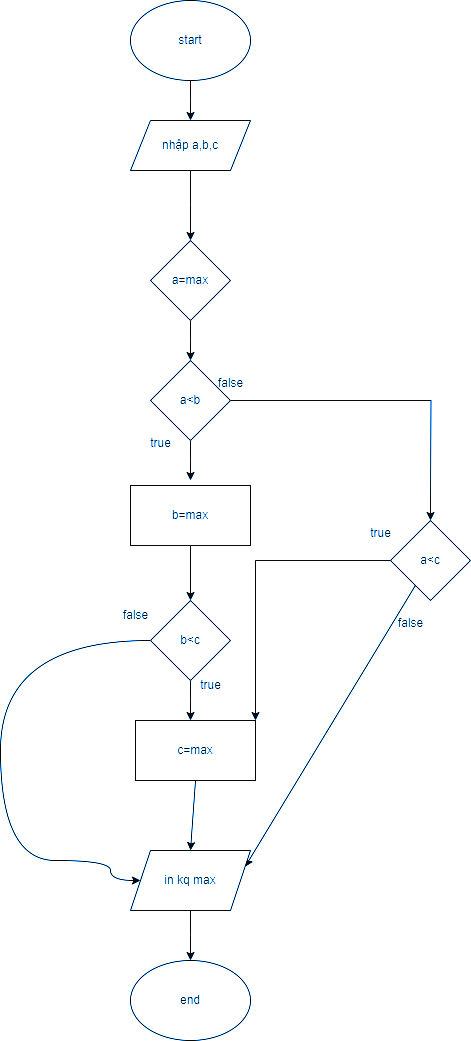 start
nhập a,b,c
a=max
a<b
false
true
b=max
true
a<c
false
b<c
false
true
c=max
in kq max
end